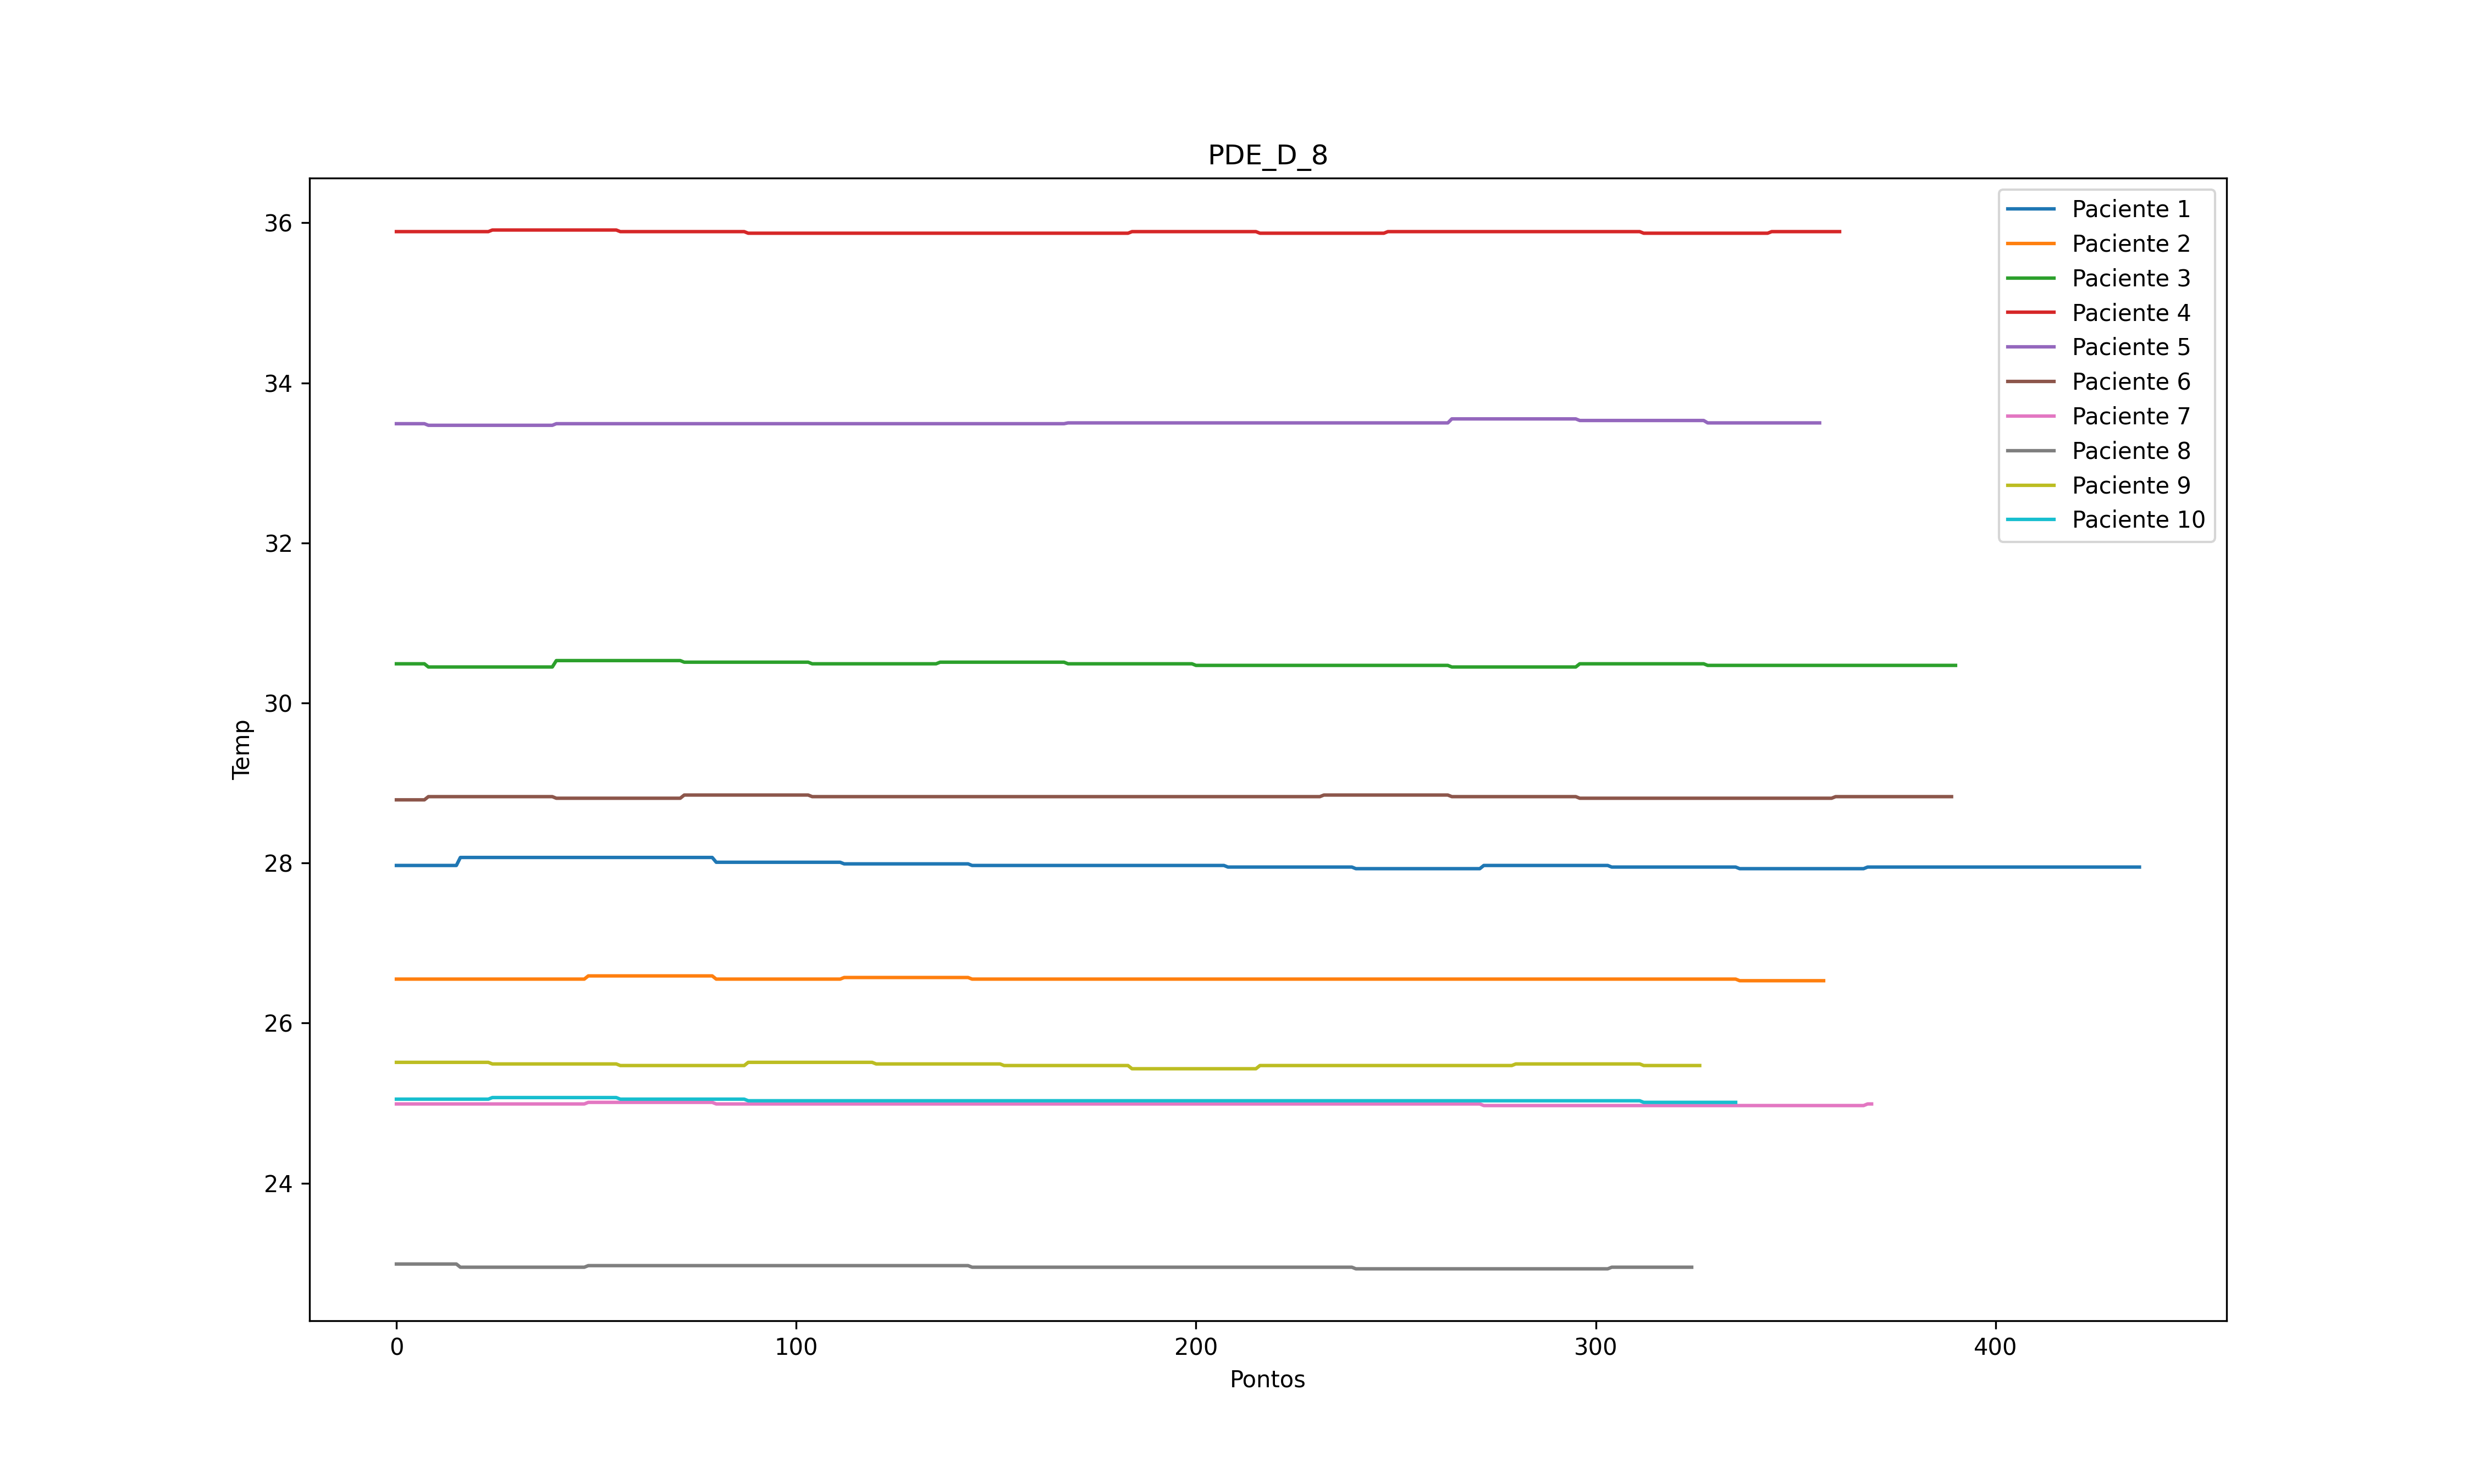 PDE_D_8
Paciente 1
Paciente 2
Paciente 3
Paciente 4
Paciente 5
Paciente 6
Paciente 7
Paciente 8
Paciente 9
Paciente 10
36
34
32
30
28
26
24
Temp
0 100 200 300 400
Pontos